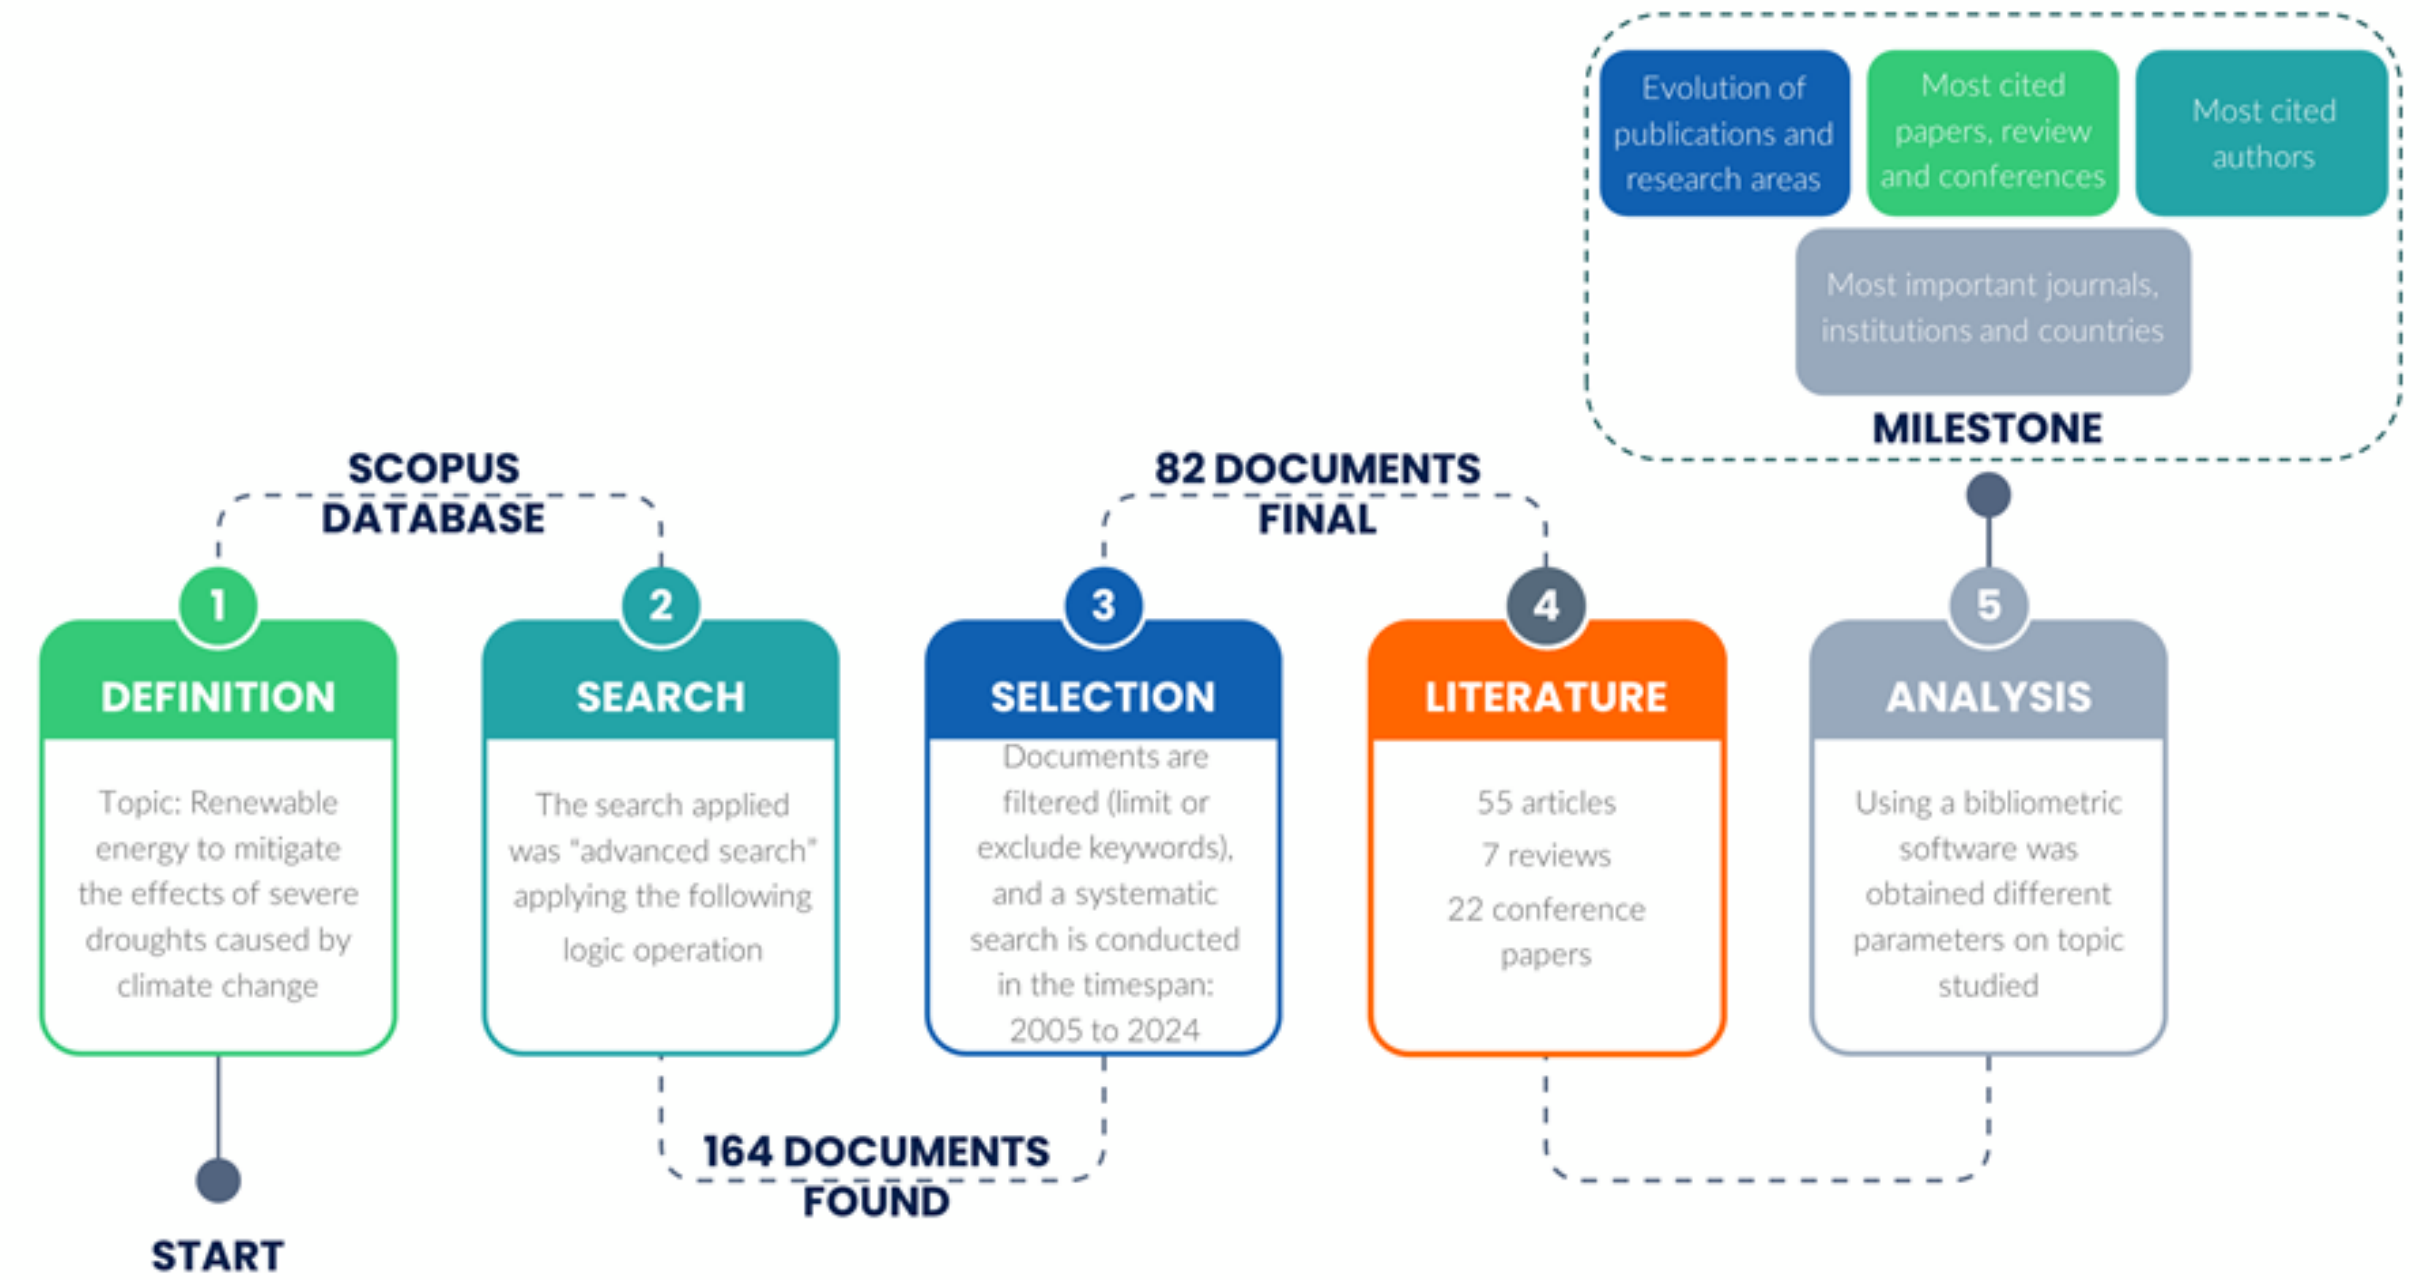 Evolution of
publications and
research areas
Most cited
papers, review
and conferences
Most cited
authors
Most important journals,
institutions and countries
MILESTONE
SCOPUS
DATABASE
82 DOCUMENTS
FINAL
1
DEFINITION
Topic: Renewable
energy to mitigate
the effects of severe
droughts caused by
climate change
2
SEARCH
The search applied
was "advanced search"
applying the following
logic operation
3
SELECTION
Documents are
filtered (limit or
exclude keywords),
and a systematic
search is conducted
in the timespan:
2005 to 2024
4
LITERATURE
55 articles
7 reviews
22 conference
papers
5
ANALYSIS
Using a bibliometric
software was
obtained different
parameters on topic
studied
164 DOCUMENTS
FOUND
START